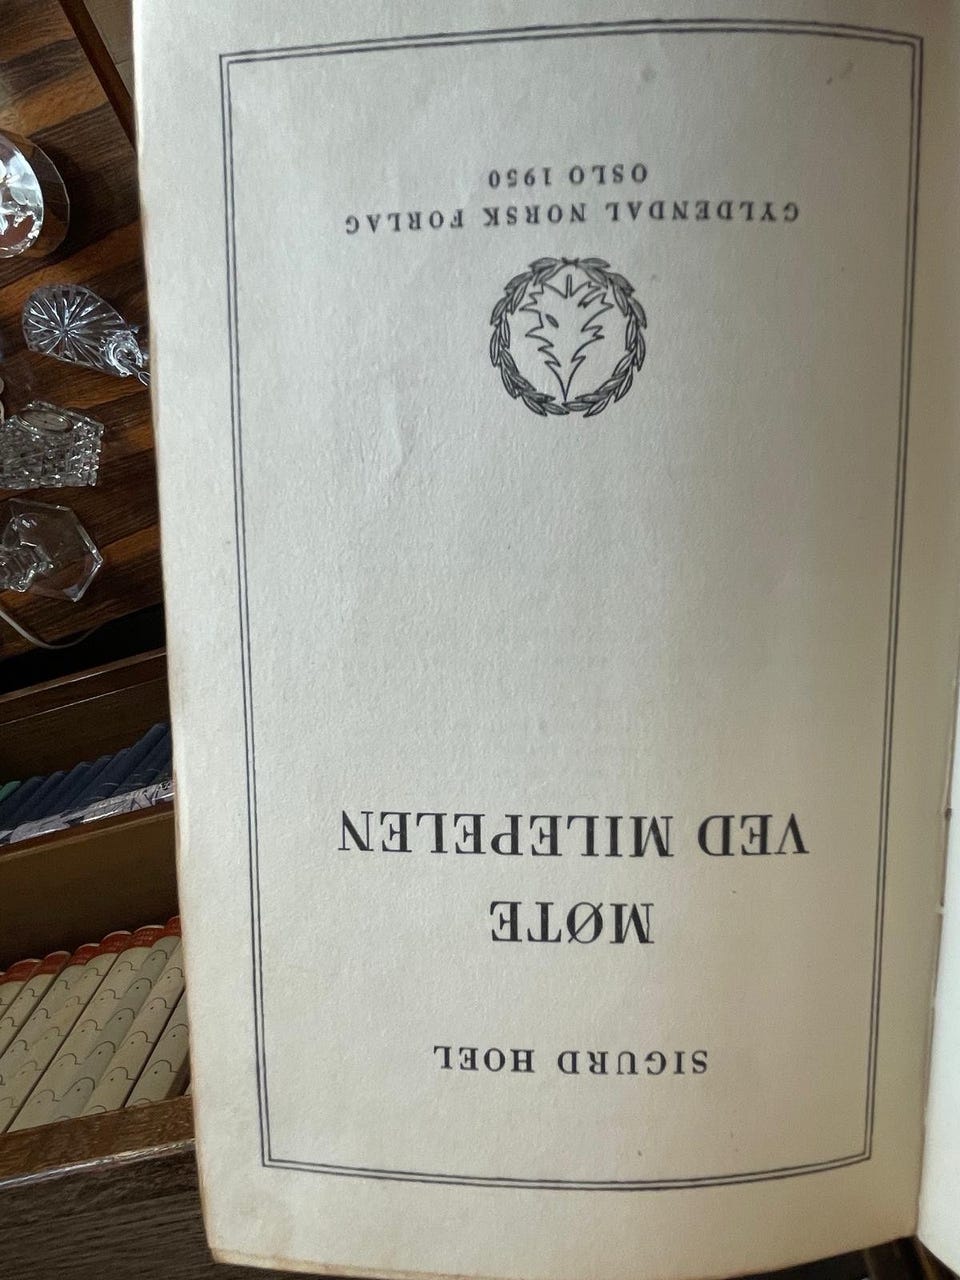 SIGURD HOEL
MØTE
VED MILEPELEN
GYLDENDAL NORSK FORLAG
OSLO 1950